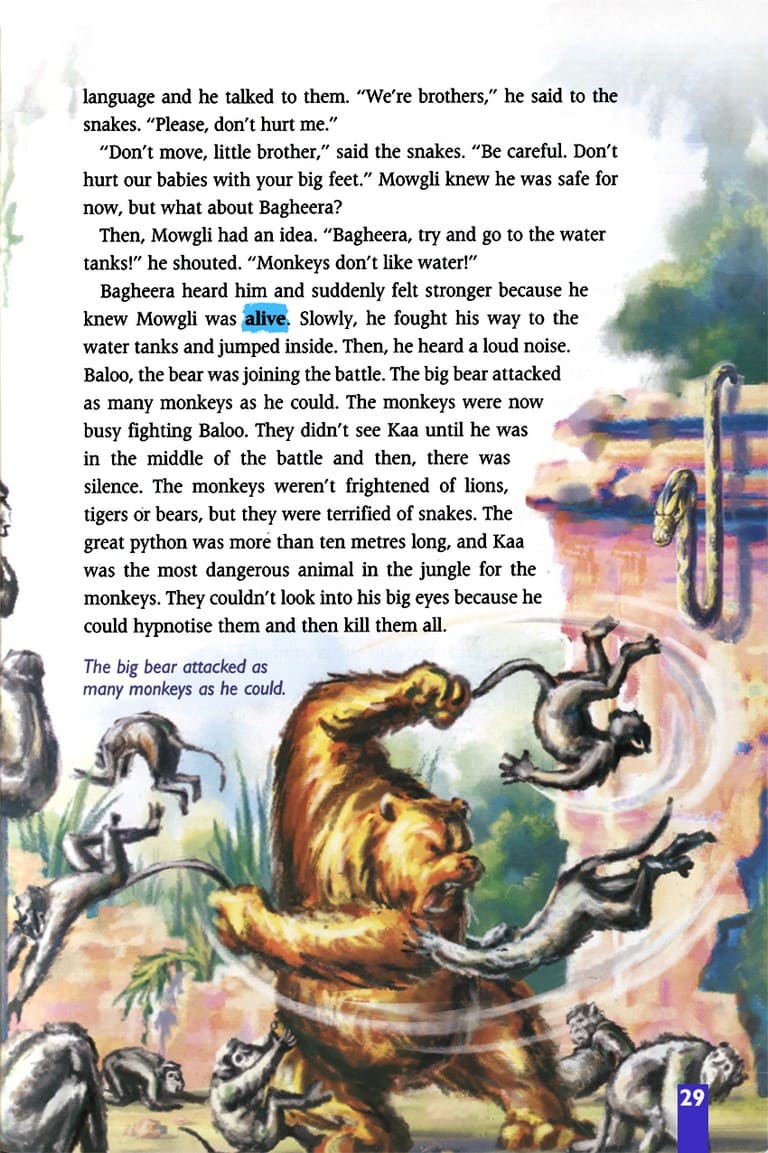 language and he talked to them. “We’re brothers,” he said to the
snakes. “Please, don’t hurt me.”
“Don’t move, little brother,” said the snakes. “Be careful. Don’t
hurt our babies with your big feet.” Mowgli knew he was safe for
now, but what about Bagheera?
Then, Mowgli had an idea. “Bagheera, try and go to the water
tanks!” he shouted. “Monkeys don’t like water!”
Bagheera heard him and suddenly felt stronger because he
knew Mowgli was alive. Slowly, he fought his way to the
water tanks and jumped inside. Then, he heard a loud noise.
Baloo, the bear was joining the battle. The big bear attacked
as many monkeys as he could. The monkeys were now
busy fighting Baloo. They didn’t see Kaa until he was
in the middle of the battle and then, there was
silence. The monkeys weren’t frightened of lions,
tigers or bears, but they were terrified of snakes. The
great python was more than ten metres long, and Kaa
was the most dangerous animal in the jungle for the
monkeys. They couldn’t look into his big eyes because he
could hypnotise them and then kill them all.
The big bear attacked as
many monkeys as he could.
29